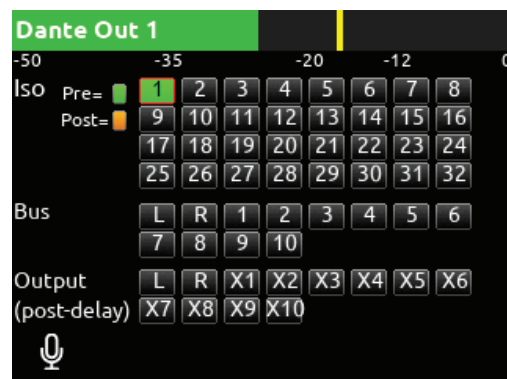 Dante Out 1
-50 -35 -20 -12 0
Iso Pre= 1 2 3 4 5 6 7 8
Post= 9 10 11 12 13 14 15 16
17 18 19 20 21 22 23 24
25 26 27 28 29 30 31 32
Bus L R 1 2 3 4 5 6
7 8 9 10
Output L R X1 X2 X3 X4 X5 X6
(post-delay) X7 X8 X9 X10